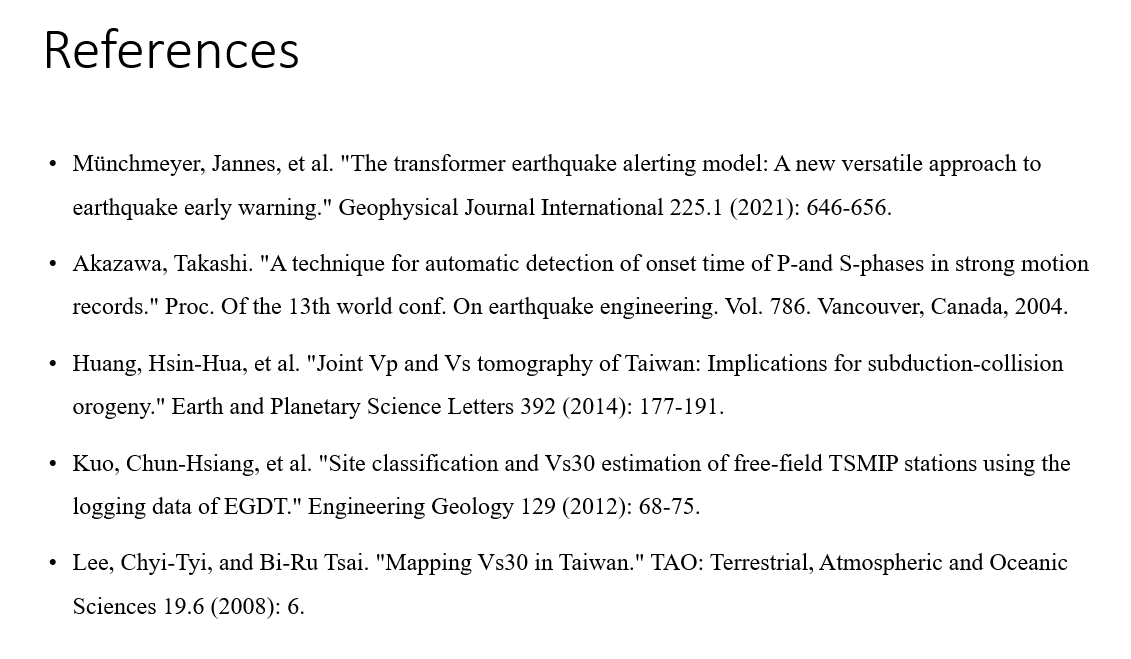 References
• Münchmeyer, Jannes, et al. "The transformer earthquake alerting model: A new versatile approach to
earthquake early warning." Geophysical Journal International 225.1 (2021): 646-656.
• Akazawa, Takashi. "A technique for automatic detection of onset time of P-and S-phases in strong motion
records." Proc. Of the 13th world conf. On earthquake engineering. Vol. 786. Vancouver, Canada, 2004.
• Huang, Hsin-Hua, et al. "Joint Vp and Vs tomography of Taiwan: Implications for subduction-collision
orogeny." Earth and Planetary Science Letters 392 (2014): 177-191.
• Kuo, Chun-Hsiang, et al. "Site classification and Vs30 estimation of free-field TSMIP stations using the
logging data of EGDT." Engineering Geology 129 (2012): 68-75.
• Lee, Chyi-Tyi, and Bi-Ru Tsai. "Mapping Vs30 in Taiwan." TAO: Terrestrial, Atmospheric and Oceanic
Sciences 19.6 (2008): 6.